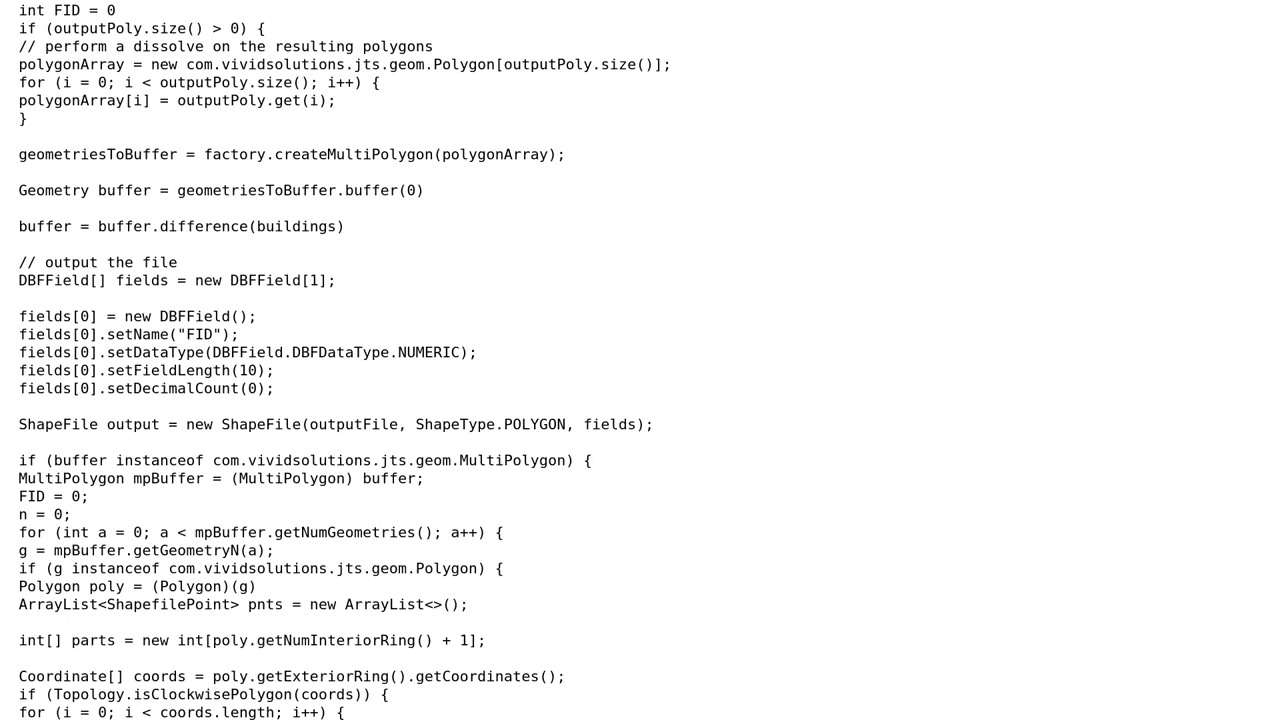 int FID = 0
if (outputPoly.size() > 0) {
// perform a dissolve on the resulting polygons
polygonArray = new com.vividsolutions.jts.geom.Polygon[outputPoly.size()];
for (i = 0; i < outputPoly.size(); i++) {
polygonArray[i] = outputPoly.get(i);
}
geometriesToBuffer = factory.createMultiPolygon(polygonArray);
Geometry buffer = geometriesToBuffer.buffer(0)
buffer = buffer.difference(buildings)
// output the file
DBFField[] fields = new DBFField[1];
fields[0] = new DBFField();
fields[0].setName("FID");
fields[0].setDataType(DBFField.DBFDataType.NUMERIC);
fields[0].setFieldLength(10);
fields[0].setDecimalCount(0);
ShapeFile output = new ShapeFile(outputFile, ShapeType.POLYGON, fields);
if (buffer instanceof com.vividsolutions.jts.geom.MultiPolygon) {
MultiPolygon mpBuffer = (MultiPolygon) buffer;
FID = 0;
n = 0;
for (int a = 0; a < mpBuffer.getNumGeometries(); a++) {
g = mpBuffer.getGeometryN(a);
if (g instanceof com.vividsolutions.jts.geom.Polygon) {
Polygon poly = (Polygon)(g)
ArrayList<ShapefilePoint> pnts = new ArrayList<>();
int[] parts = new int[poly.getNumInteriorRing() + 1];
Coordinate[] coords = poly.getExteriorRing().getCoordinates();
if (Topology.isClockwisePolygon(coords)) {
for (i = 0; i < coords.length; i++) {